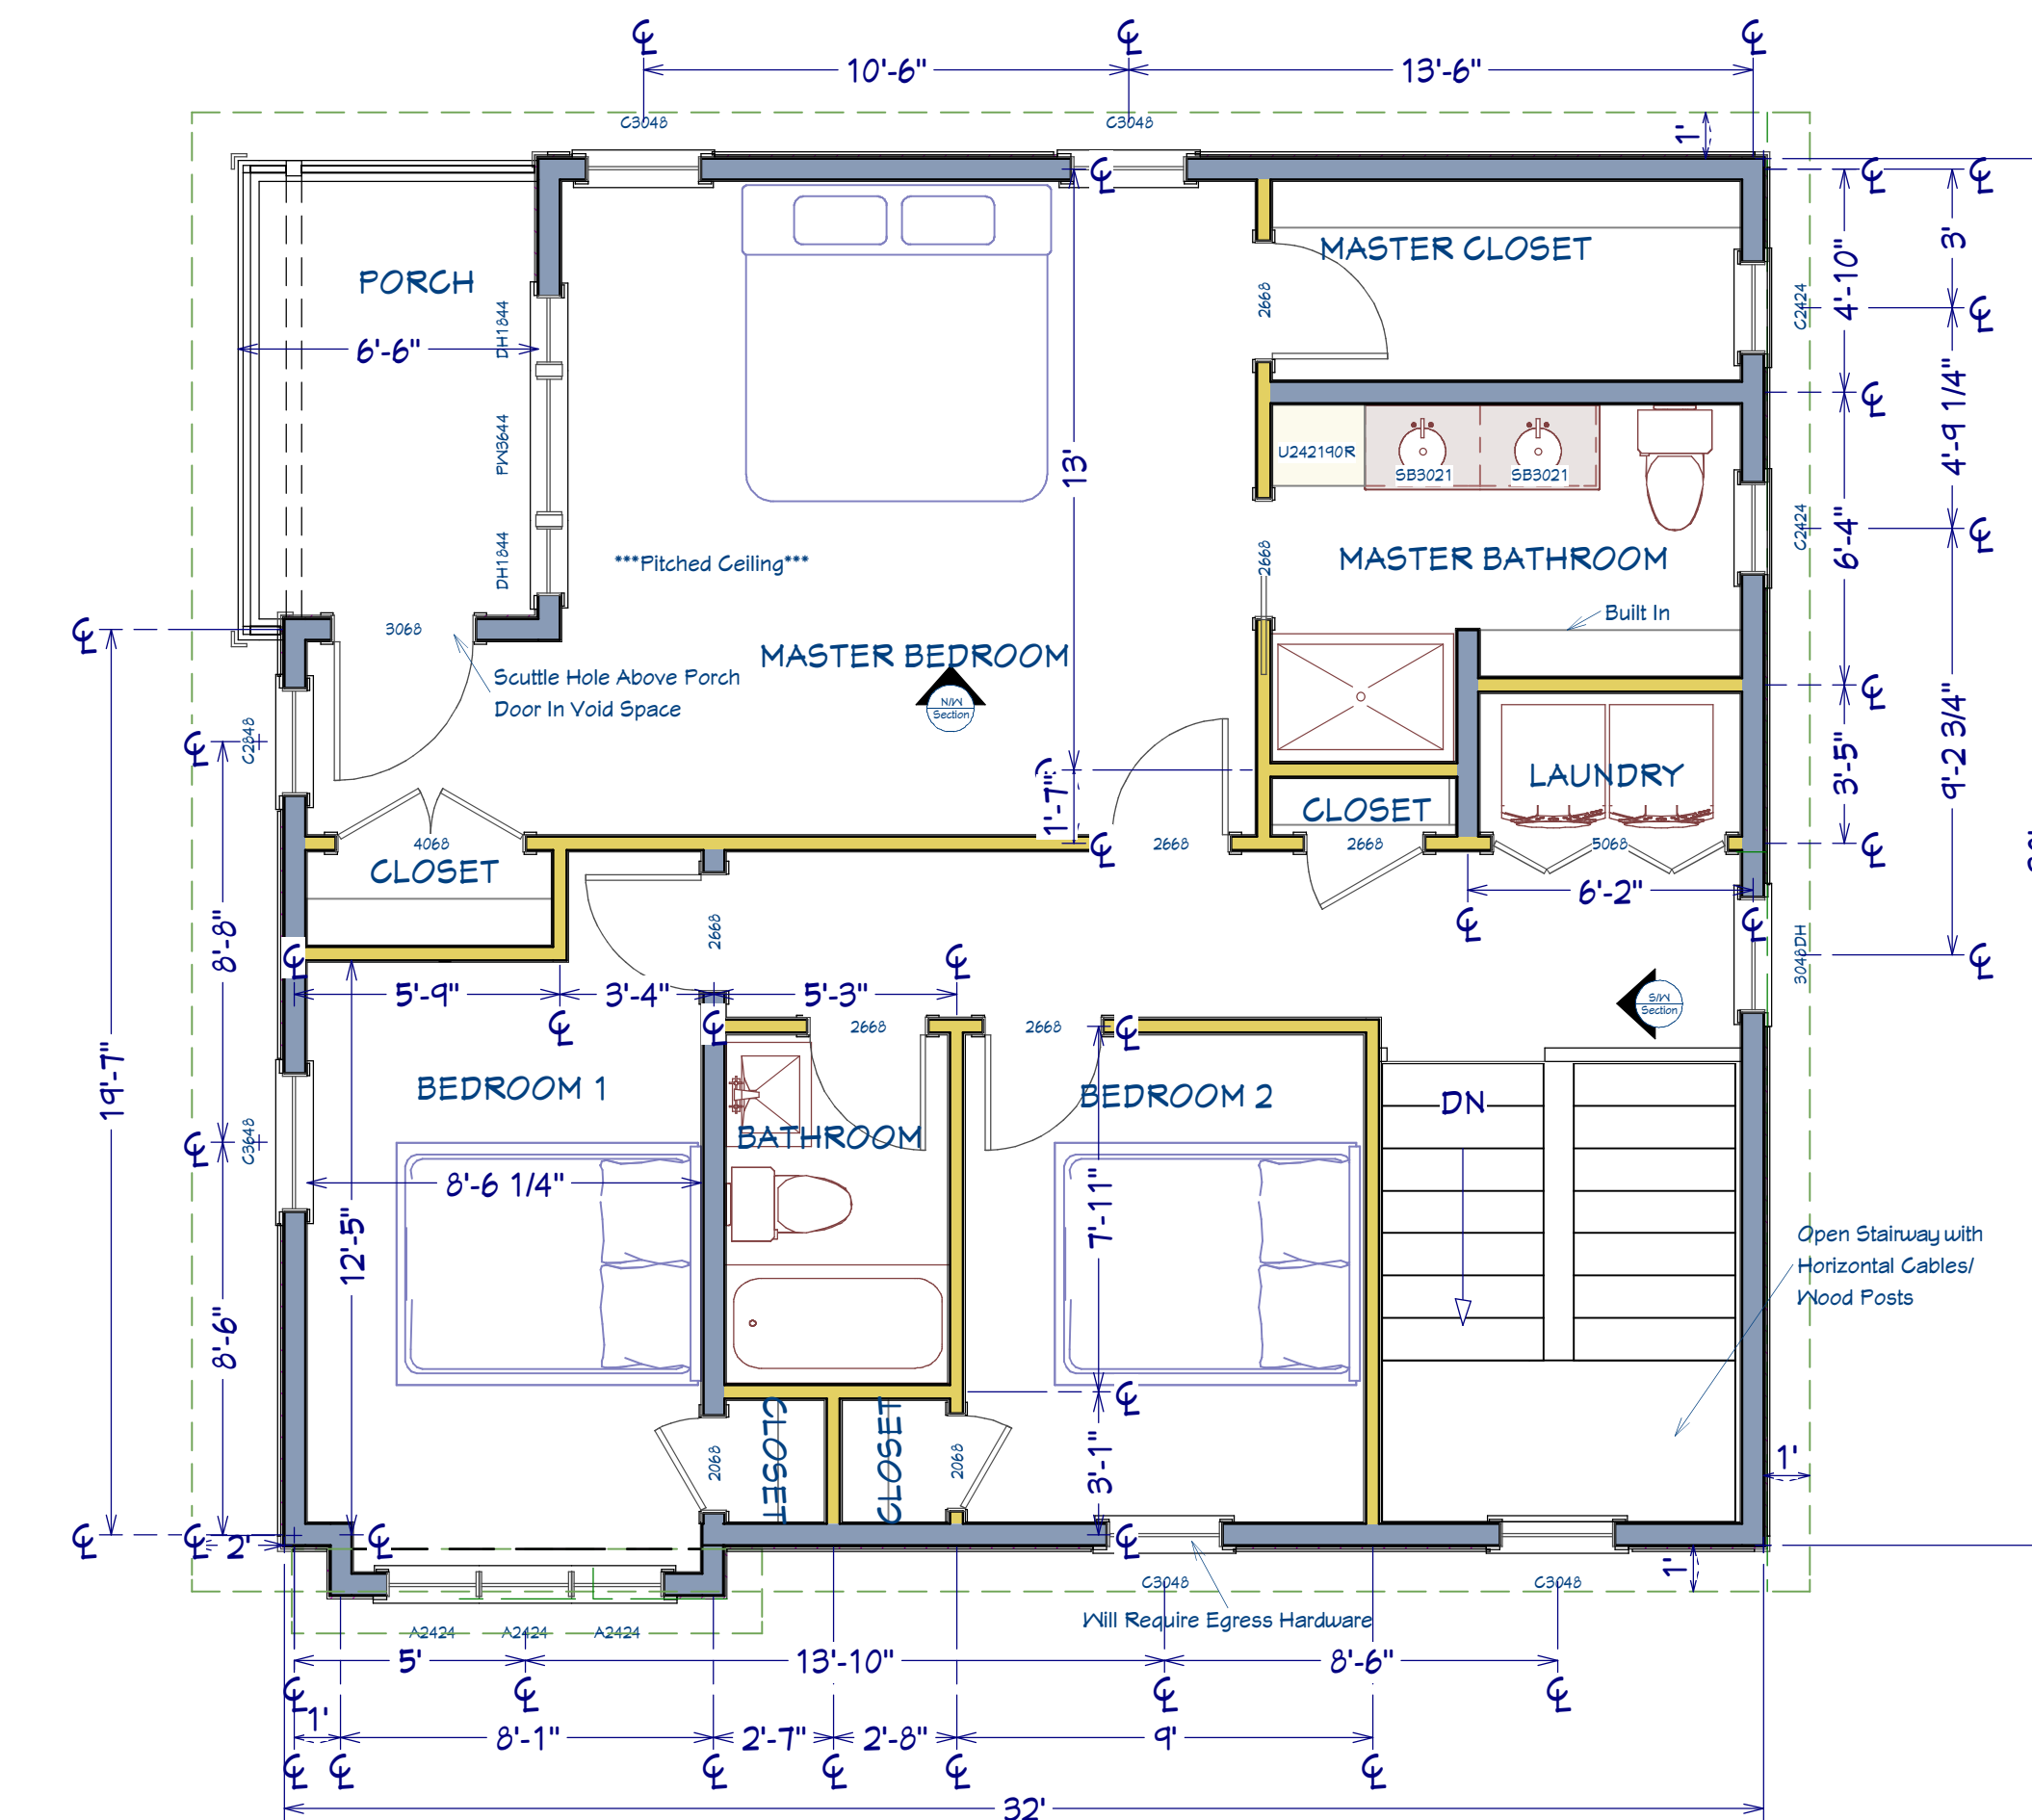 ℄ ℄ ℄
10'-6" 13'-6"
C3048 C3048
1'
℄ ℄ ℄
MASTER CLOSET
PORCH
3'
4'-10"
DH1844
2668
C2424
℄
6'-6"
℄
4'-9 1/4"
PW3644
13'
U242190R
SB3021 SB3021
C2424
6'-4"
℄
DH1844
***Pitched Ceiling***
2668
MASTER BATHROOM
Built In
℄
3068
MASTER BEDROOM
Scuttle Hole Above Porch
Door In Void Space
N/W
Section
℄
C2848
℄
9'-2 3/4"
3'-5"
LAUNDRY
℄
1'-7"
CLOSET
4068
℄
2668
2668
5068
℄
CLOSET
6'-2"
8'-8"
2668
℄ ℄
℄ ℄
3048DH
℄
5'-9" 3'-4" 5'-3"
S/W
Section
℄ ℄
2668 2668
℄
19'-7"
BEDROOM 1
BEDROOM 2
DN
BATHROOM
℄
C3648
8'-6 1/4"
7'-11"
12'-5"
Open Stairway with
Horizontal Cables/
Wood Posts
8'-6"
℄
CLOSET
CLOSET
2068
2068
3'-1"
1'
℄ ℄ 2' ℄ ℄
1'
C3048 C3048
Will Require Egress Hardware
A2424 A2424 A2424
5' 13'-10" 8'-6"
℄ ℄ ℄ ℄
1'
8'-1" 2'-7" 2'-8" 9'
℄ ℄ ℄ ℄ ℄ ℄
32'